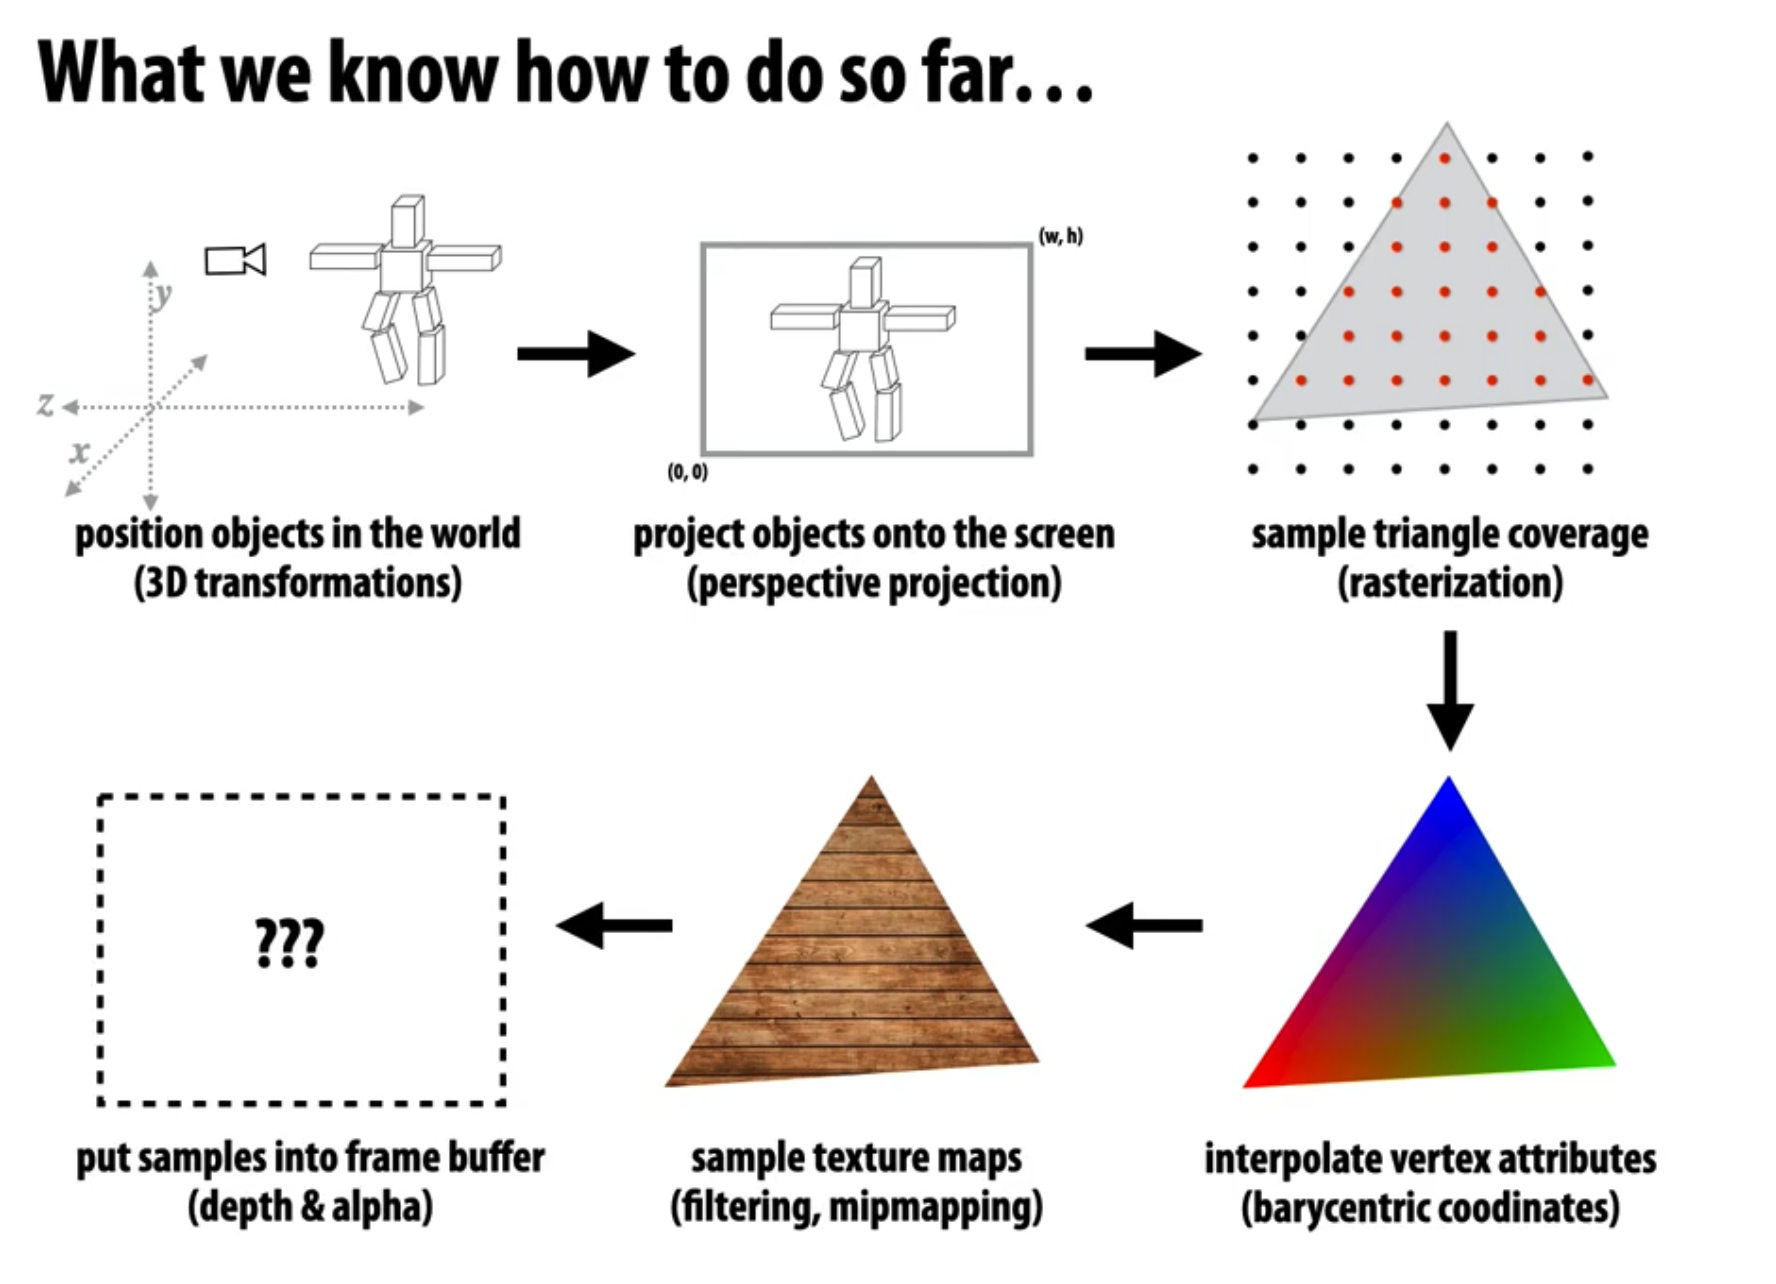 What we know how to do so far…
y
z
x
position objects in the world
(3D transformations)
(w, h)
(0, 0)
project objects onto the screen
(perspective projection)
sample triangle coverage
(rasterization)
???
put samples into frame buffer
(depth & alpha)
sample texture maps
(filtering, mipmapping)
interpolate vertex attributes
(barycentric coodinates)